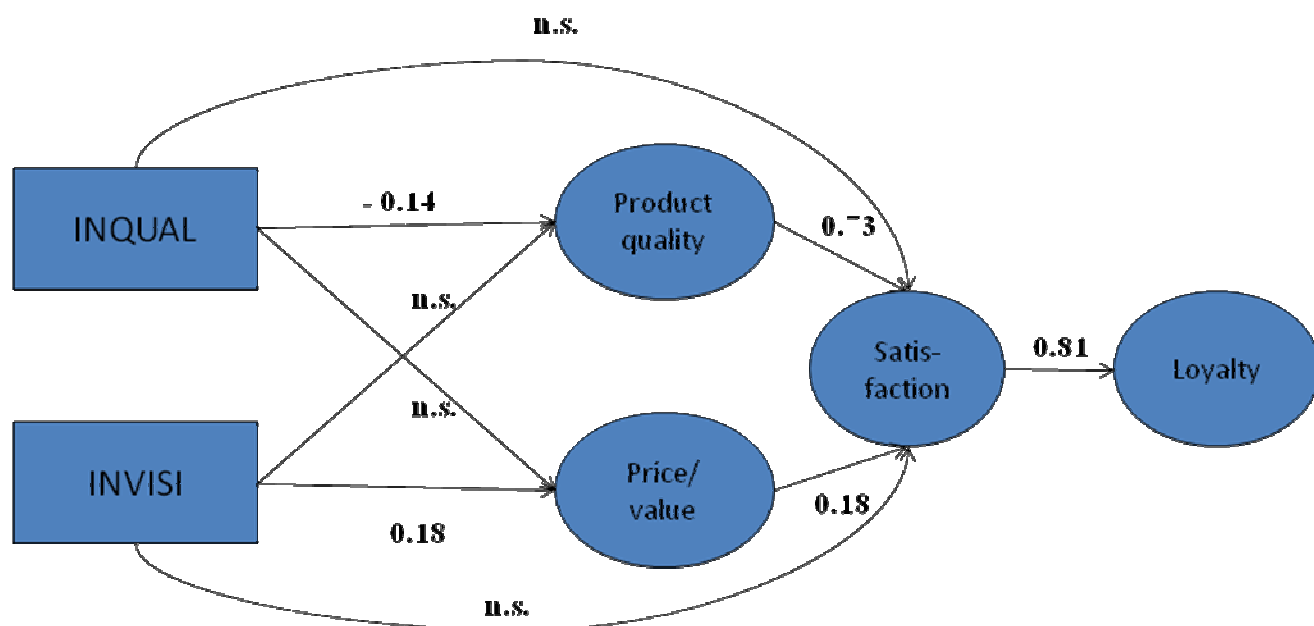 n.s.
INQUAL
- 0.14
Product
quality
n.s.
Satis-
faction
0.81
Loyalty
n.s.
INVISI
0.18
Price/
value
0.18
n.s.